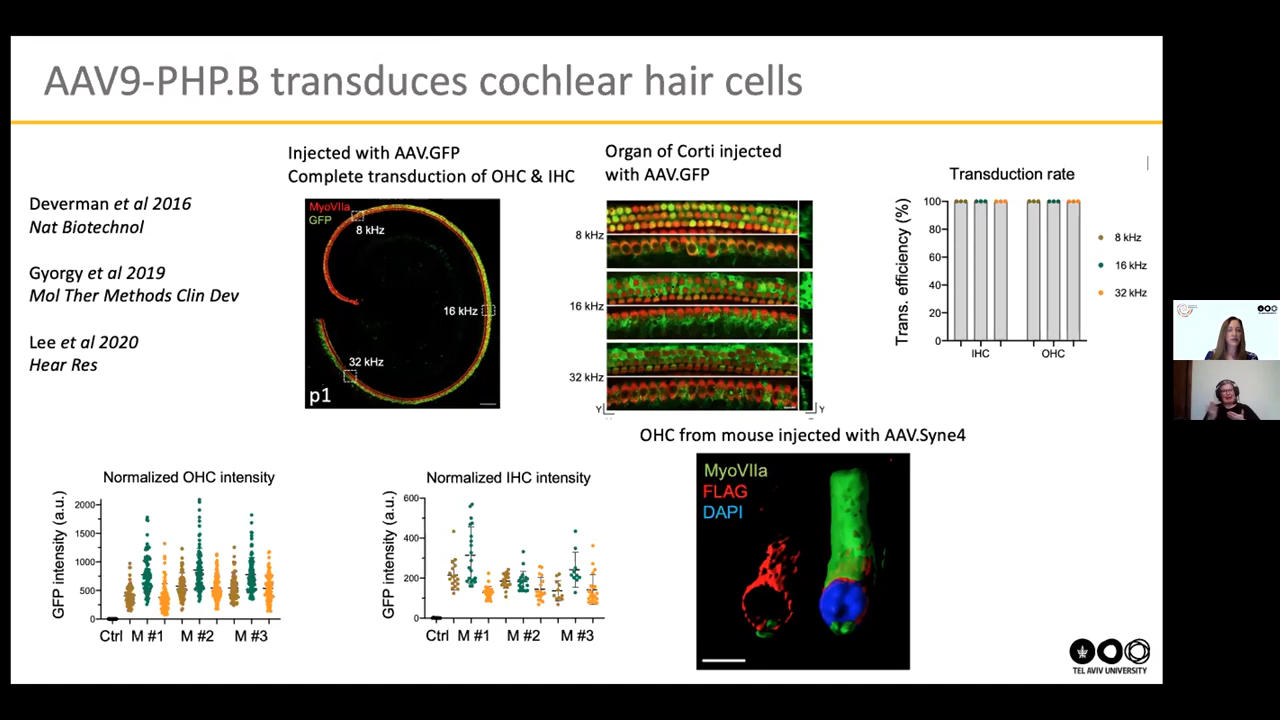 AAV9-PHP.B transduces cochlear hair cells
Deverman et al 2016
Nat Biotechnol
Gyorgy et al 2019
Mol Ther Methods Clin Dev
Lee et al 2020
Hear Res
Injected with AAV.GFP
Complete transduction of OHC & IHC
MyoVIIa
GFP
8 kHz
16 kHz
32 kHz
p1
Organ of Corti injected
with AAV.GFP
8 kHz
16 kHz
32 kHz
Y
Y
Transduction rate
Trans. efficiency (%)
100
80
60
40
20
0
IHC
OHC
8 kHz
16 kHz
32 kHz
Normalized OHC intensity
GFP intensity (a.u.)
2000
1500
1000
500
0
Ctrl
M #1
M #2
M #3
Normalized IHC intensity
GFP intensity (a.u.)
600
400
200
0
Ctrl
M #1
M #2
M #3
OHC from mouse injected with AAV.Syne4
MyoVIIa
FLAG
DAPI
TEL AVIV UNIVERSITY